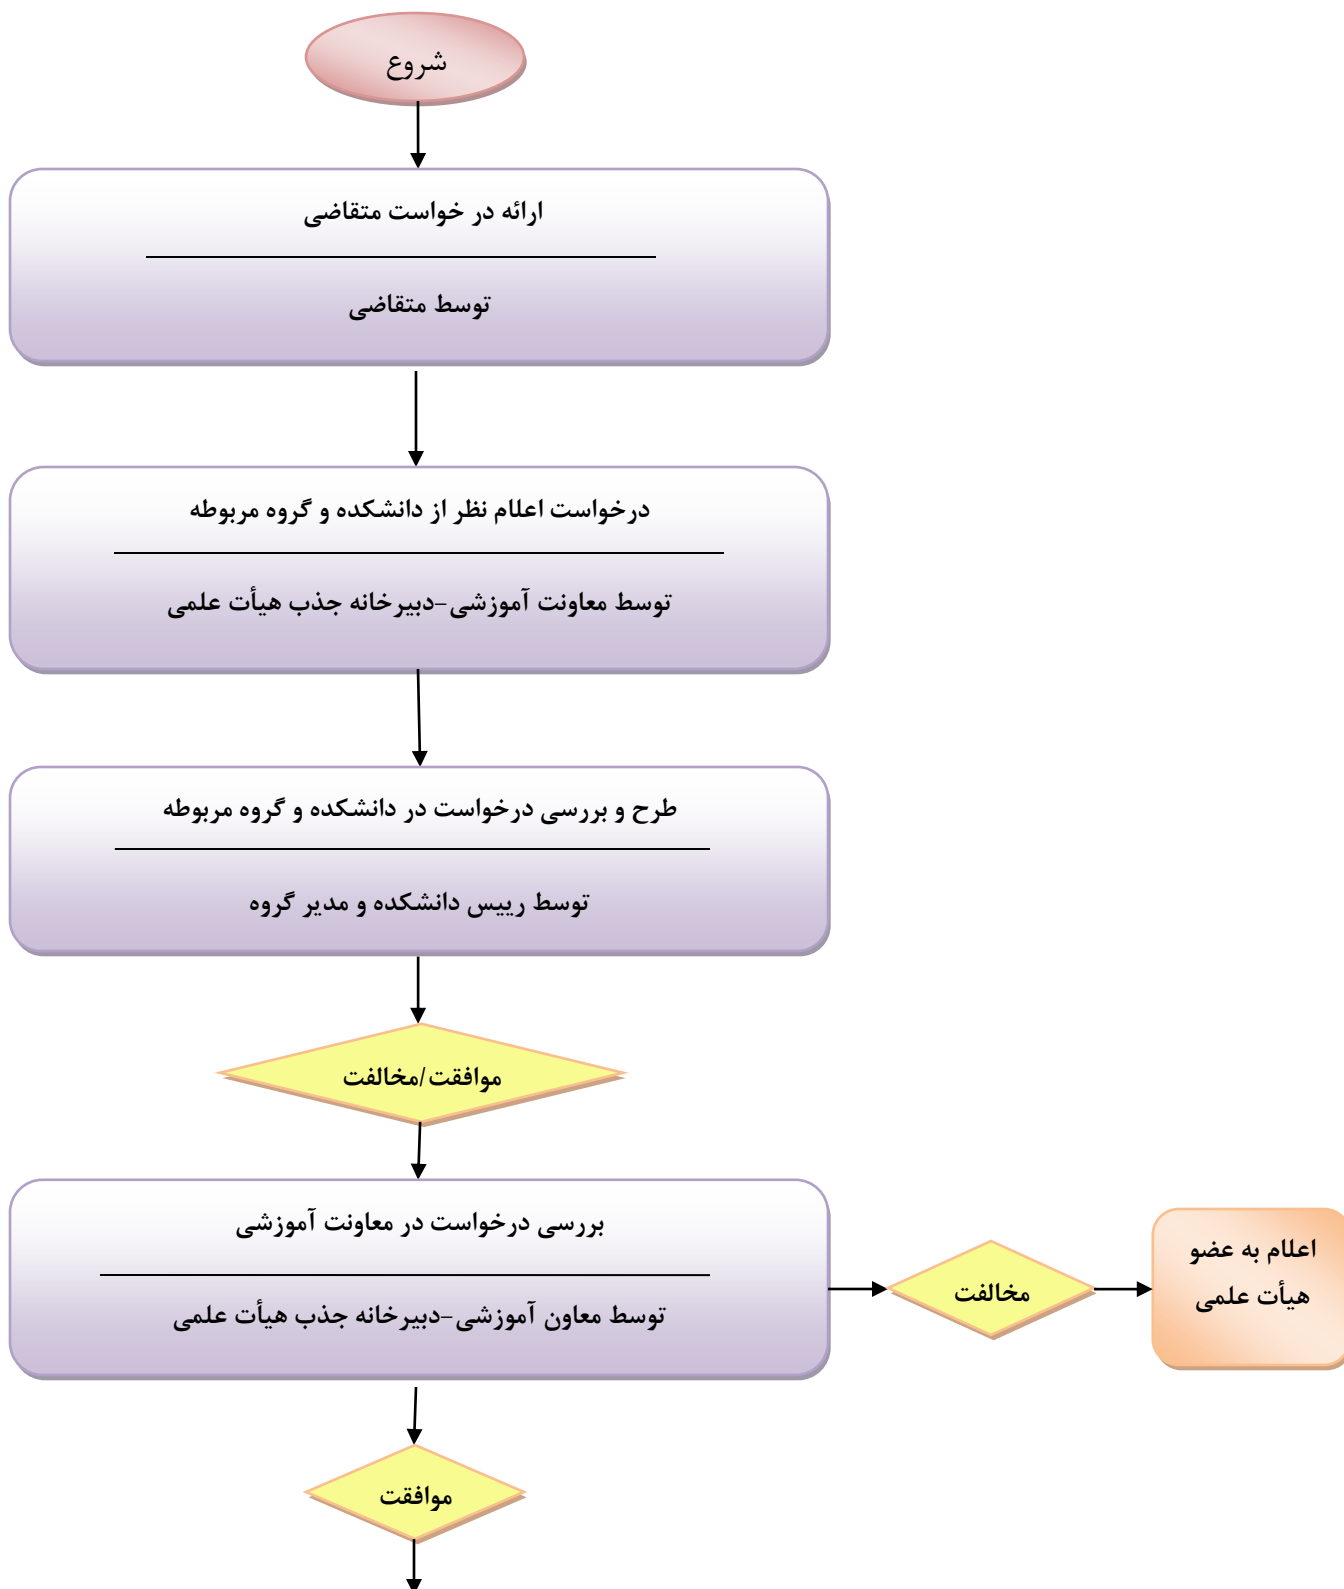 شروع
ارائه در خواست متقاضی
توسط متقاضی
درخواست اعلام نظر از دانشکده و گروه مربوطه
توسط معاونت آموزشی-دبیرخانه جذب هیأت علمی
طرح و بررسی درخواست در دانشکده و گروه مربوطه
توسط رییس دانشکده و مدیر گروه
موافقت/مخالفت
بررسی درخواست در معاونت آموزشی
توسط معاون آموزشی-دبیرخانه جذب هیأت علمی
مخالفت
اعلام به عضو
هیأت علمی
موافقت